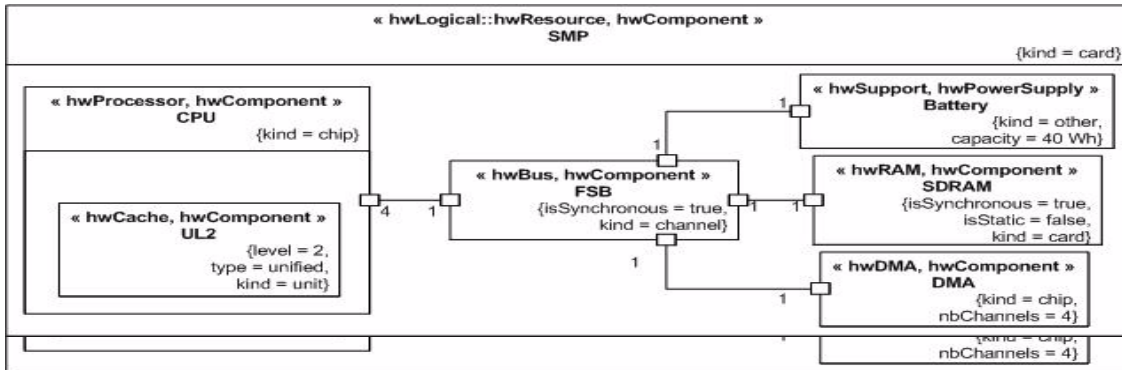 « hwLogical::hwResource, hwComponent »
SMP
{kind = card}
« hwProcessor, hwComponent »
CPU
{kind = chip}
« hwCache, hwComponent »
UL2
{level = 2,
type = unified,
kind = unit}
4
1
« hwBus, hwComponent »
FSB
{isSynchronous = true,
kind = channel}
1
1
« hwSupport, hwPowerSupply »
Battery
{kind = other,
capacity = 40 Wh}
1
1
« hwRAM, hwComponent »
SDRAM
{isSynchronous = true,
isStatic = false,
kind = card}
1
1
« hwDMA, hwComponent »
DMA
{kind = chip,
nbChannels = 4}
{kind = chip,
nbChannels = 4}